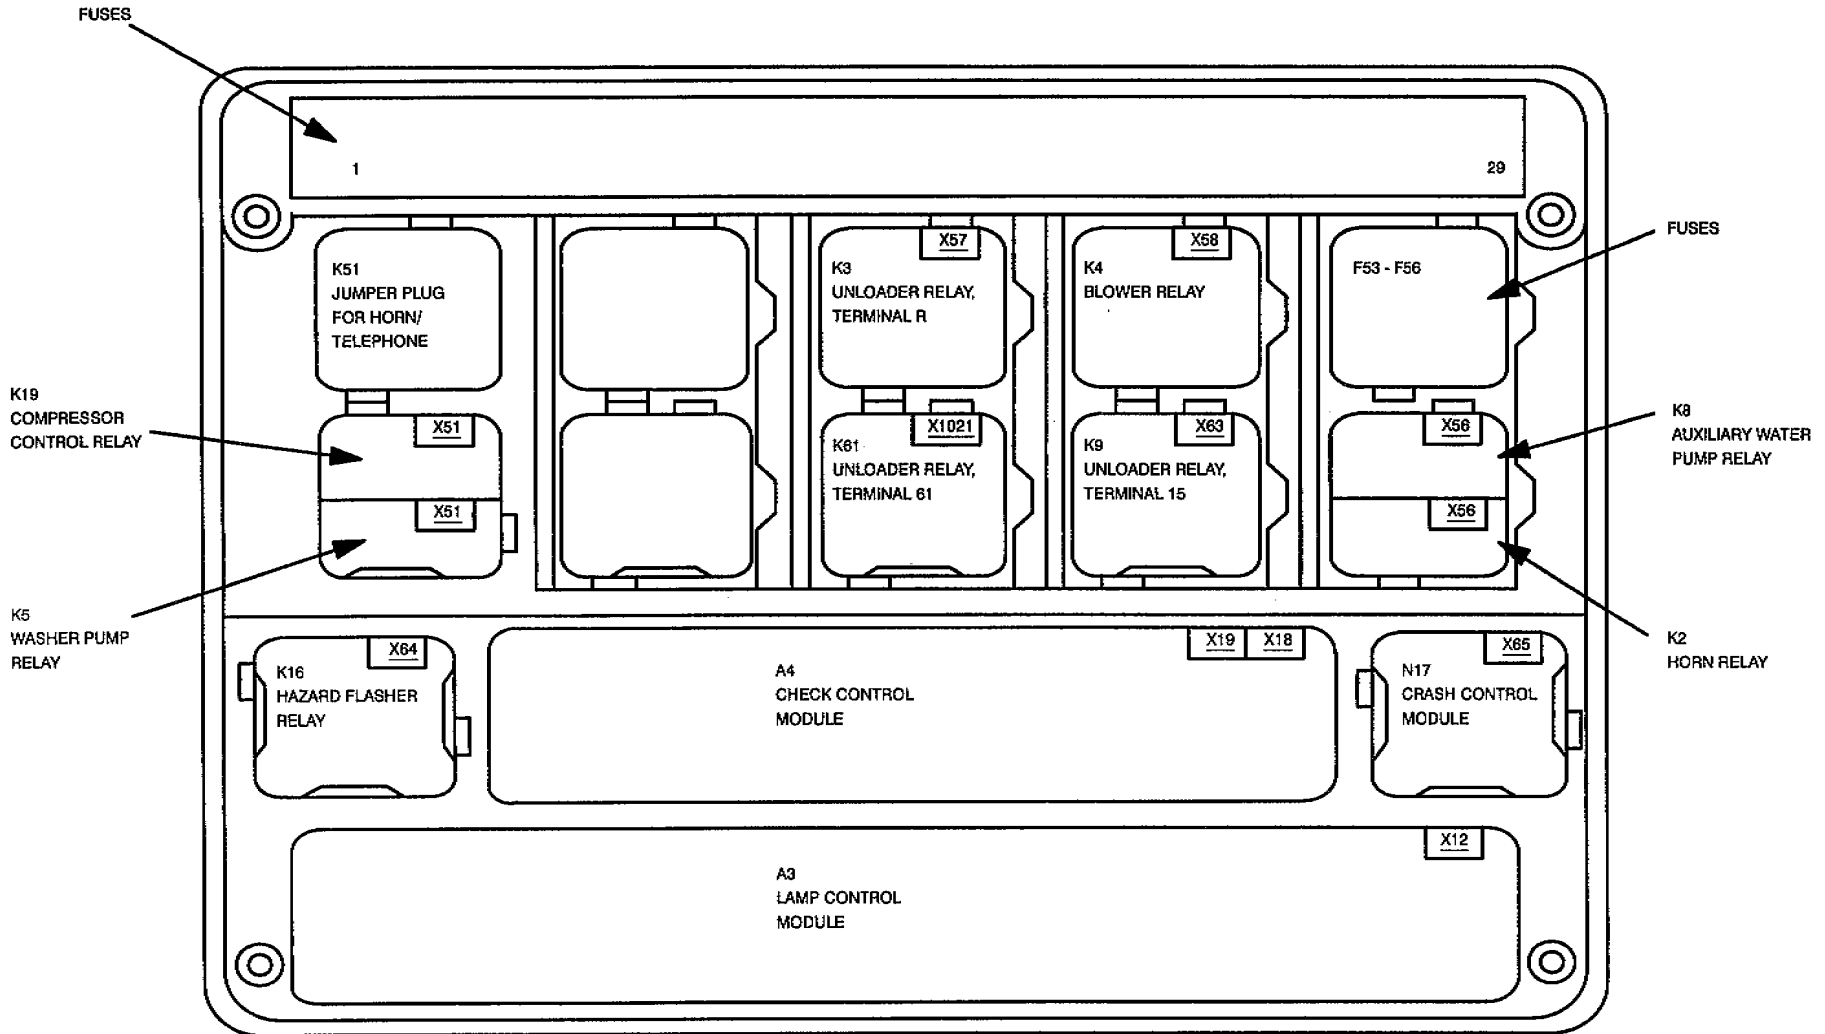 FUSES
1
29
FUSES
X57
X58
K51
JUMPER PLUG
FOR HORN/
TELEPHONE
K3
UNLOADER RELAY,
TERMINAL R
K4
BLOWER RELAY
F53 - F56
K19
COMPRESSOR
CONTROL RELAY
K8
AUXILIARY WATER
PUMP RELAY
X51
X1021
X63
X56
K61
UNLOADER RELAY,
TERMINAL 61
K9
UNLOADER RELAY,
TERMINAL 15
X51
X56
K5
WASHER PUMP
RELAY
K2
HORN RELAY
X64
X19
X18
X65
K16
HAZARD FLASHER
RELAY
A4
CHECK CONTROL
MODULE
N17
CRASH CONTROL
MODULE
X12
A3
LAMP CONTROL
MODULE